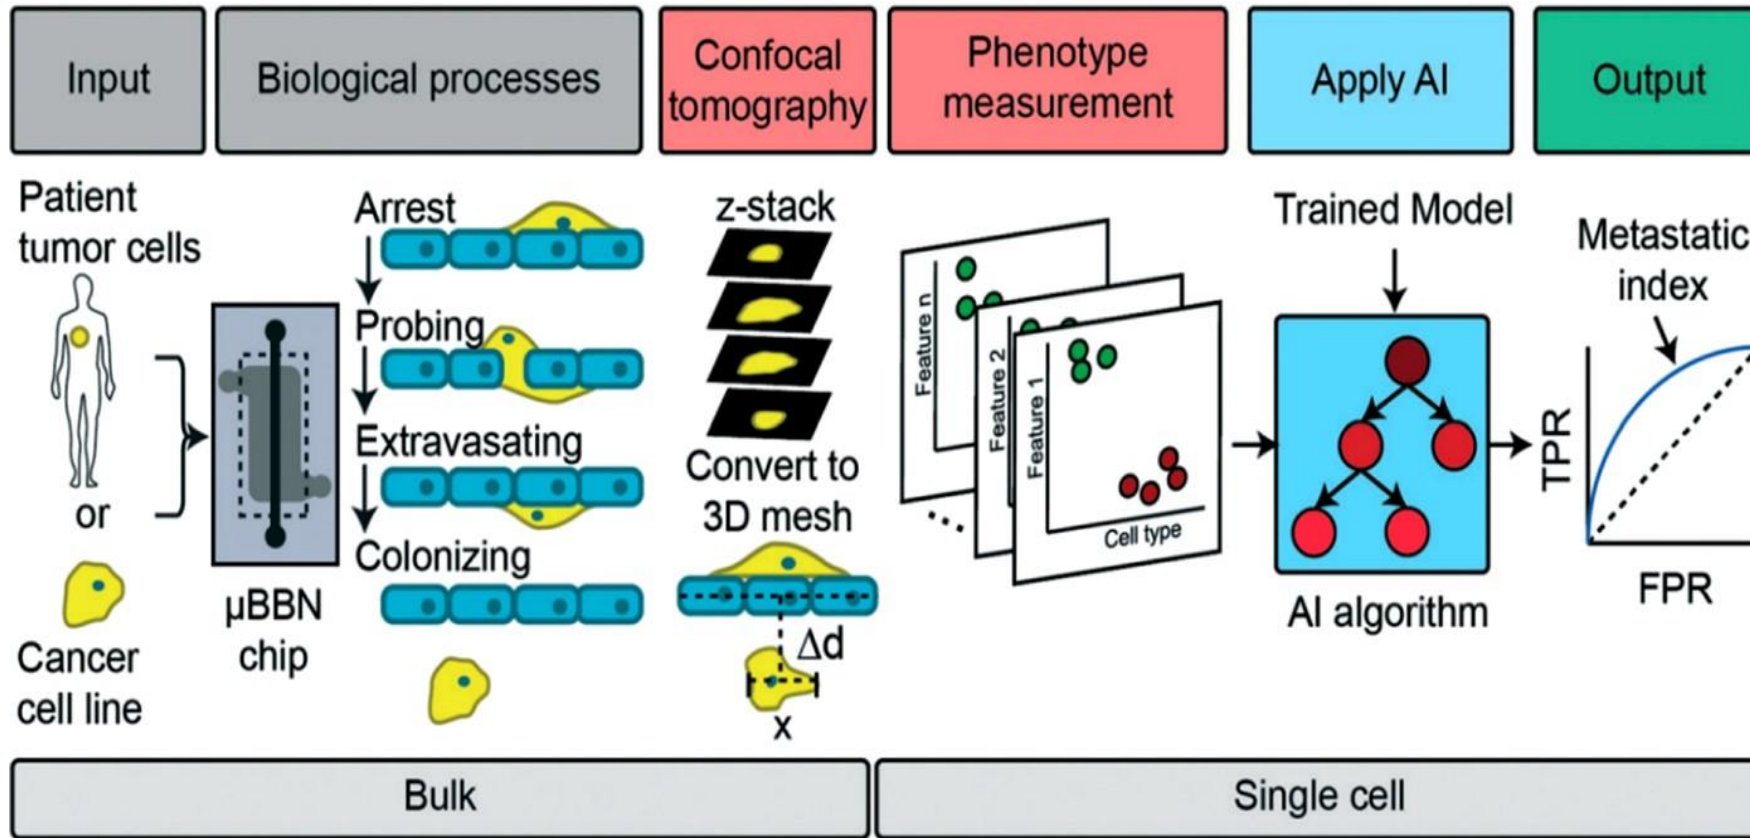 Input
Biological processes
Confocal
tomography
Phenotype
measurement
Apply AI
Output
Patient
tumor cells
or
Cancer
cell line
µBBN
chip
Arrest
Probing
Extravasating
Colonizing
z-stack
Convert to
3D mesh
Δd
x
Feature n
Feature 2
Feature 1
Cell type
Trained Model
AI algorithm
Metastatic
index
TPR
FPR
Bulk
Single cell